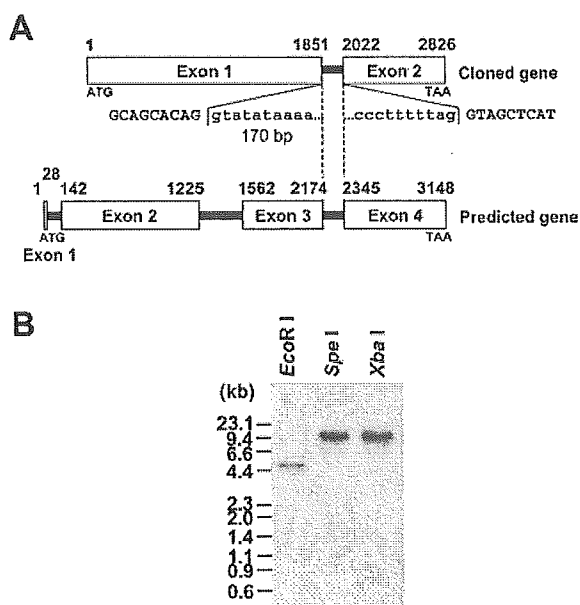 A
1 1851 2022 2826
Exon 1 Exon 2 Cloned gene
ATG TAA
GCAGCACAG gtatataaaa.. ..ccctttttag GTAGCTCAT
170 bp
28
1 142 1225 1562 2174 2345 3148
Exon 2 Exon 3 Exon 4 Predicted gene
ATG TAA
Exon 1
B
EcoR I Spe I Xba I
(kb)
23.1
9.4
6.6
4.4
2.3
2.0
1.4
1.1
0.9
0.6